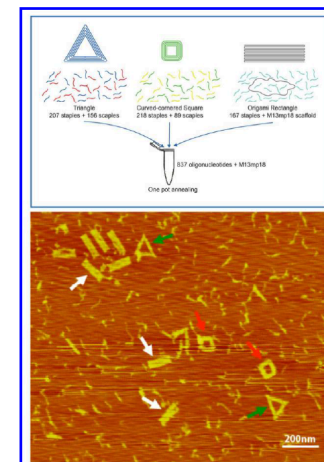 Triangle
207 staples + 166 scaples
Curved-cornered Square
218 staples + 89 scaples
Origami Rectangle
167 staples + M13mp18 scaffold
837 oligonucleotides + M13mp18
One pot annealing
200nm